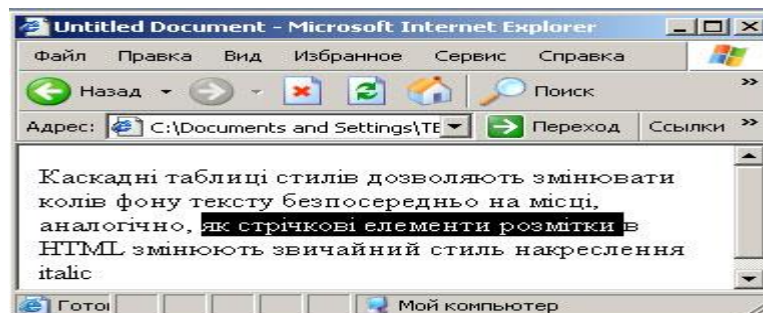 Untitled Document - Microsoft Internet Explorer
Файл Правка Вид Избранное Сервис Справка
Назад Поиск »
Адрес: C:\Documents and Settings\TE Переход Ссылки »
Каскадні таблиці стилів дозволяють змінювати
колів фону тексту безпосередньо на місці,
аналогічно, як стрічкові елементи розмітки в
HTML змінюють звичайний стиль накреслення
italic
Готов Мой компьютер